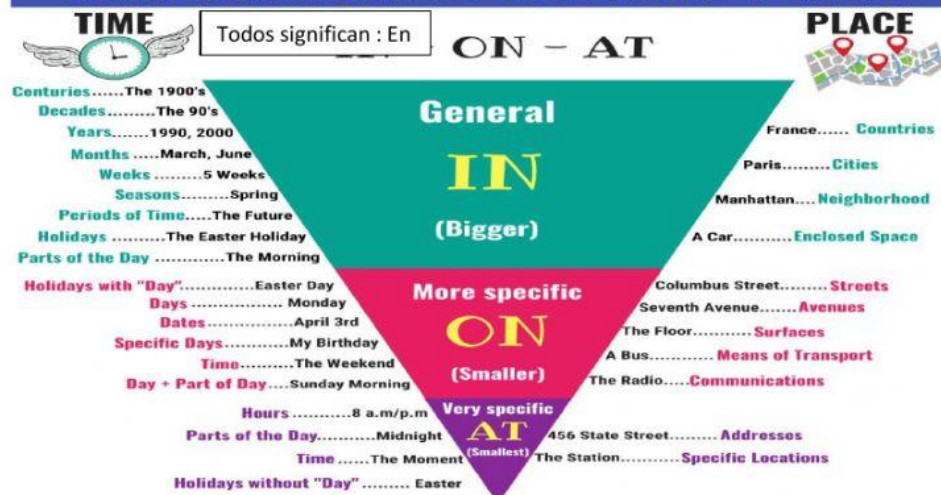 TIME
Todos significan : En
ON - AT
PLACE
Centuries......The 1900's
Decades.........The 90's
Years.......1990, 2000
Months .....March, June
Weeks .........5 Weeks
Seasons........Spring
Periods of Time.....The Future
Holidays .........The Easter Holiday
Parts of the Day ..........The Morning
General
IN
(Bigger)
France...... Countries
Paris........ Cities
Manhattan.... Neighborhood
A Car.......... Enclosed Space
Holidays with "Day"..........Easter Day
Days ............... Monday
Dates .............April 3rd
Specific Days......My Birthday
Time..........The Weekend
Day + Part of Day....Sunday Morning
More specific
ON
(Smaller)
Columbus Street....... Streets
Seventh Avenue...... Avenues
The Floor......... Surfaces
A Bus........ Means of Transport
The Radio.....Communications
Hours ..........8 a.m/p.m
Parts of the Day..........Midnight
Time ......The Moment
Holidays without "Day" ........ Easter
Very specific
AT
(Smallest)
456 State Street........ Addresses
The Station........... Specific Locations